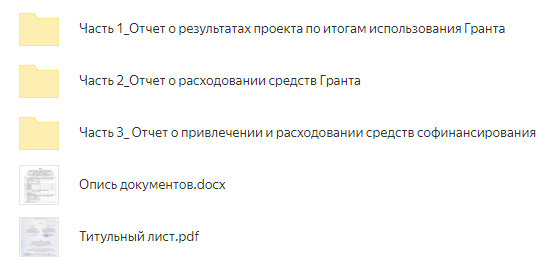 Часть 1_Отчет о результатах проекта по итогам использования Гранта
Часть 2_Отчет о расходовании средств Гранта
Часть 3_ Отчет о привлечении и расходовании средств софинансирования
Опись документов.docx
Титульный лист.pdf